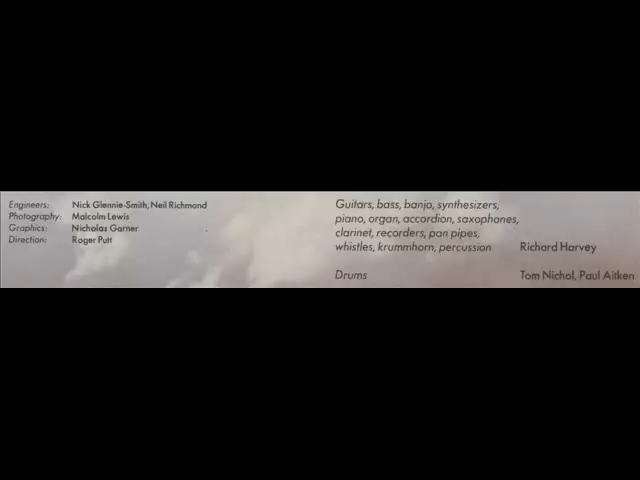 Engineers: Nick Glennie-Smith, Neil Richmond
Photography: Malcolm Lewis
Graphics: Nicholas Garner
Direction: Roger Putt
Guitars, bass, banjo, synthesizers,
piano, organ, accordion, saxophones,
clarinet, recorders, pan pipes,
whistles, krummhorn, percussion Richard Harvey
Drums Tom Nichol, Paul Aitken